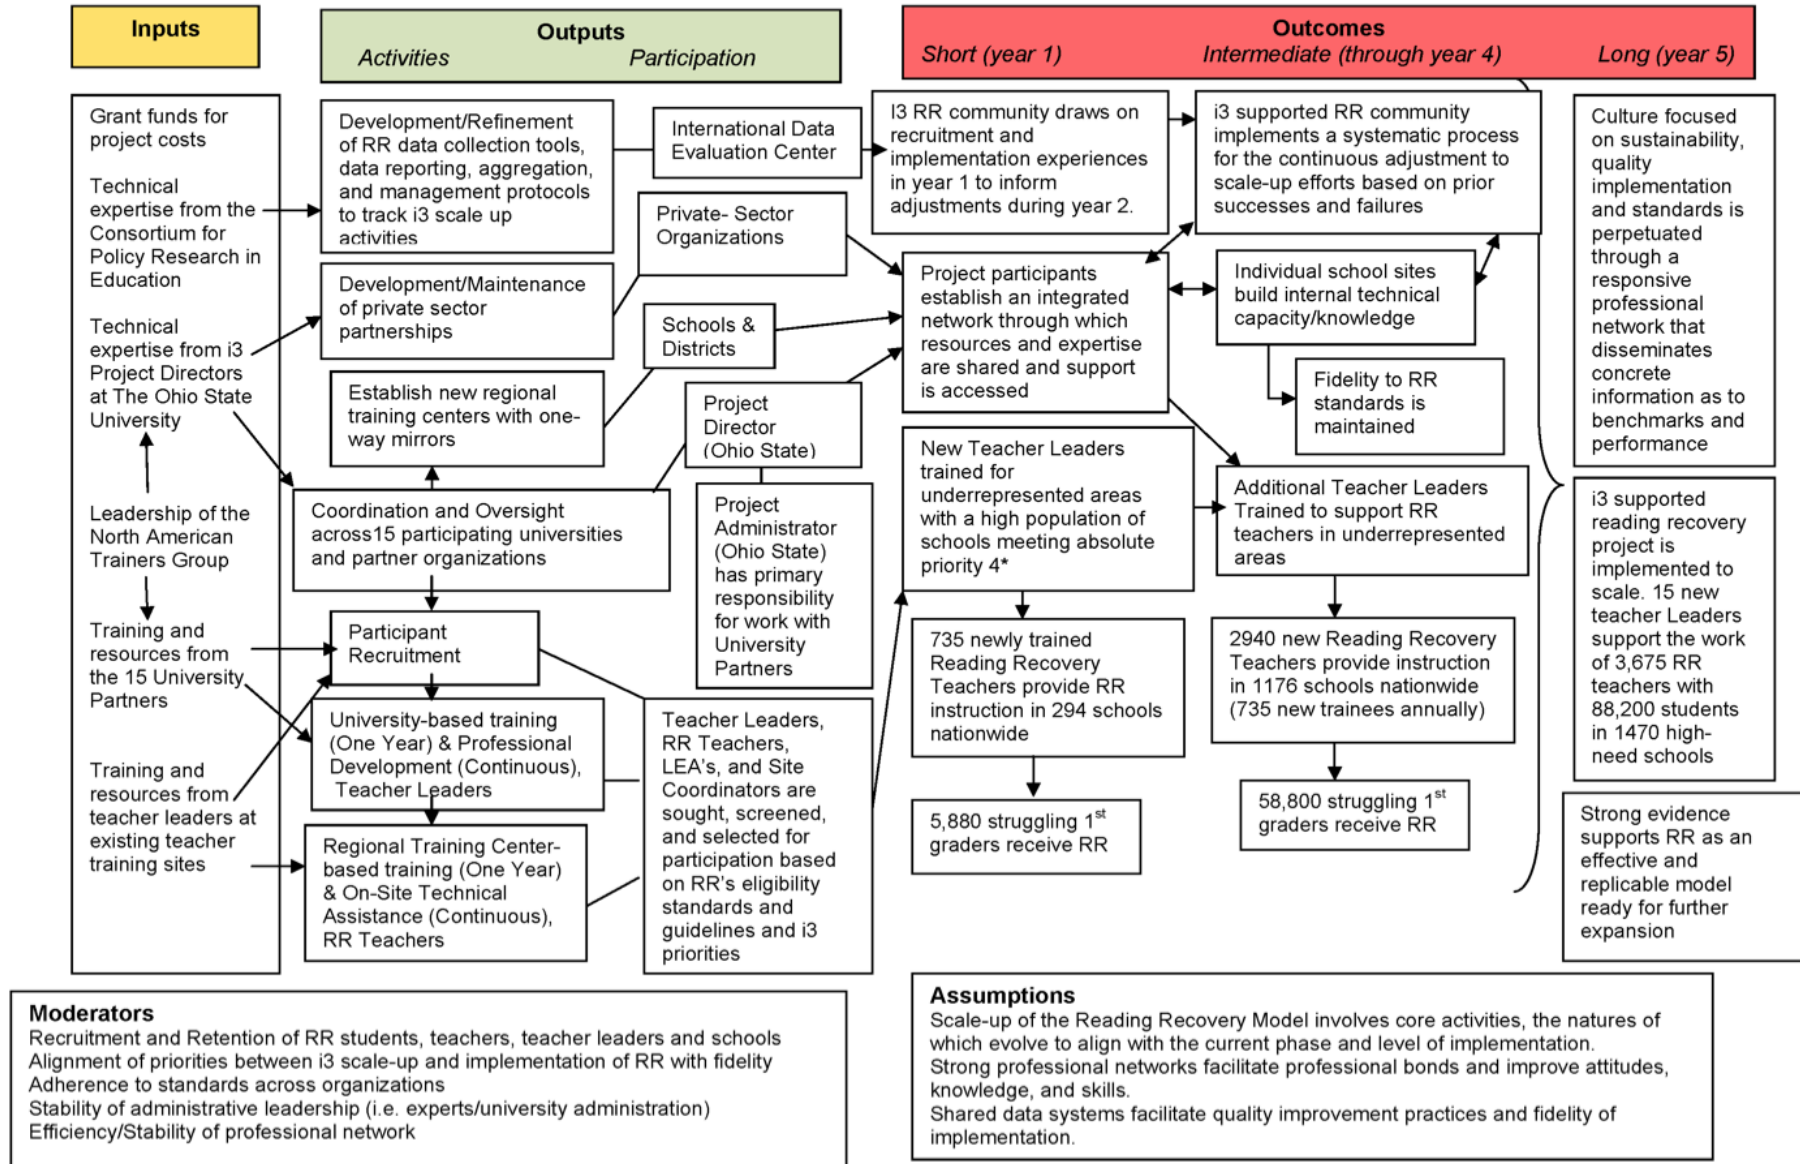 Inputs
Outputs
Activities
Participation
Outcomes
Short (year 1)
Intermediate (through year 4)
Long (year 5)
Grant funds for
project costs
Technical
expertise from the
Consortium for
Policy Research in
Education
Technical
expertise from i3
Project Directors
at The Ohio State
University
Leadership of the
North American
Trainers Group
Training and
resources from
the 15 University
Partners
Training and
resources from
teacher leaders at
existing teacher
training sites
Development/Refinement
of RR data collection tools,
data reporting, aggregation,
and management protocols
to track i3 scale up
activities
Development/Maintenance
of private sector
partnerships
Establish new regional
training centers with one-
way mirrors
Coordination and Oversight
across15 participating universities
and partner organizations
Participant
Recruitment
University-based training
(One Year) & Professional
Development (Continuous),
Teacher Leaders
Regional Training Center-
based training (One Year)
& On-Site Technical
Assistance (Continuous),
RR Teachers
International Data
Evaluation Center
Private- Sector
Organizations
Schools &
Districts
Project
Director
(Ohio State)
Project
Administrator
(Ohio State)
has primary
responsibility
for work with
University
Partners
Teacher Leaders,
RR Teachers,
LEA's, and Site
Coordinators are
sought, screened,
and selected for
participation based
on RR's eligibility
standards and
guidelines and i3
priorities
I3 RR community draws on
recruitment and
implementation experiences
in year 1 to inform
adjustments during year 2.
Project participants
establish an integrated
network through which
resources and expertise
are shared and support
is accessed
New Teacher Leaders
trained for
underrepresented areas
with a high population of
schools meeting absolute
priority 4*
735 newly trained
Reading Recovery
Teachers provide RR
instruction in 294 schools
nationwide
5,880 struggling 1st
graders receive RR
i3 supported RR community
implements a systematic process
for the continuous adjustment to
scale-up efforts based on prior
successes and failures
Individual school sites
build internal technical
capacity/knowledge
Fidelity to RR
standards is
maintained
Additional Teacher Leaders
Trained to support RR
teachers in underrepresented
areas
2940 new Reading Recovery
Teachers provide instruction
in 1176 schools nationwide
(735 new trainees annually)
58,800 struggling 1st
graders receive RR
Culture focused
on sustainability,
quality
implementation
and standards is
perpetuated
through a
responsive
professional
network that
disseminates
concrete
information as to
benchmarks and
performance
i3 supported
reading recovery
project is
implemented to
scale. 15 new
teacher Leaders
support the work
of 3,675 RR
teachers with
88,200 students
in 1470 high-
need schools
Strong evidence
supports RR as an
effective and
replicable model
ready for further
expansion
Moderators
Recruitment and Retention of RR students, teachers, teacher leaders and schools
Alignment of priorities between i3 scale-up and implementation of RR with fidelity
Adherence to standards across organizations
Stability of administrative leadership (i.e. experts/university administration)
Efficiency/Stability of professional network
Assumptions
Scale-up of the Reading Recovery Model involves core activities, the natures of
which evolve to align with the current phase and level of implementation.
Strong professional networks facilitate professional bonds and improve attitudes,
knowledge, and skills.
Shared data systems facilitate quality improvement practices and fidelity of
implementation.